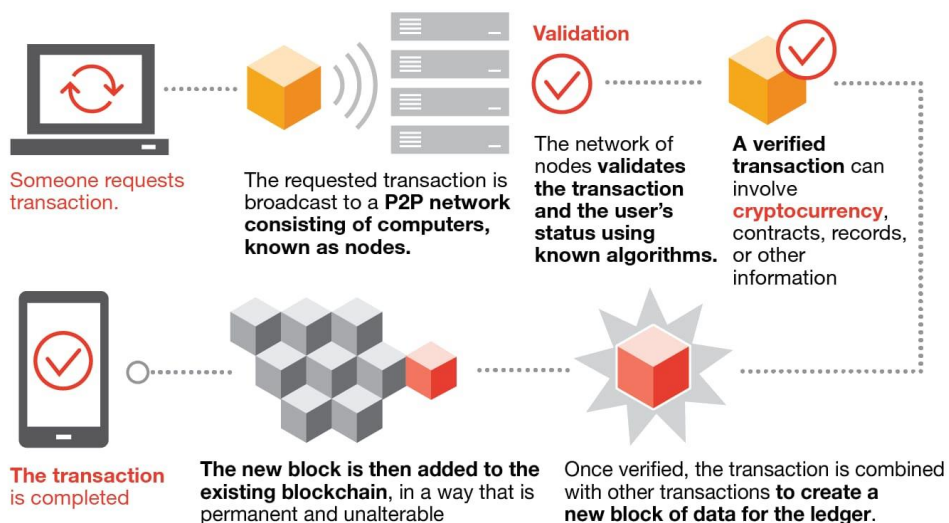 Someone requests
transaction.
The requested transaction is
broadcast to a P2P network
consisting of computers,
known as nodes.
Validation
The network of
nodes validates
the transaction
and the user's
status using
known algorithms.
A verified
transaction can
involve
cryptocurrency,
contracts, records,
or other
information
Once verified, the transaction is combined
with other transactions to create a
new block of data for the ledger.
The new block is then added to the
existing blockchain, in a way that is
permanent and unalterable
The transaction
is completed